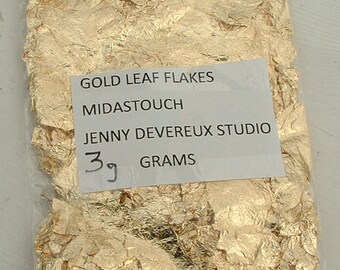 GOLD LEAF FLAKES
MIDASTOUCH
JENNY DEVEREUX STUDIO
3g GRAMS